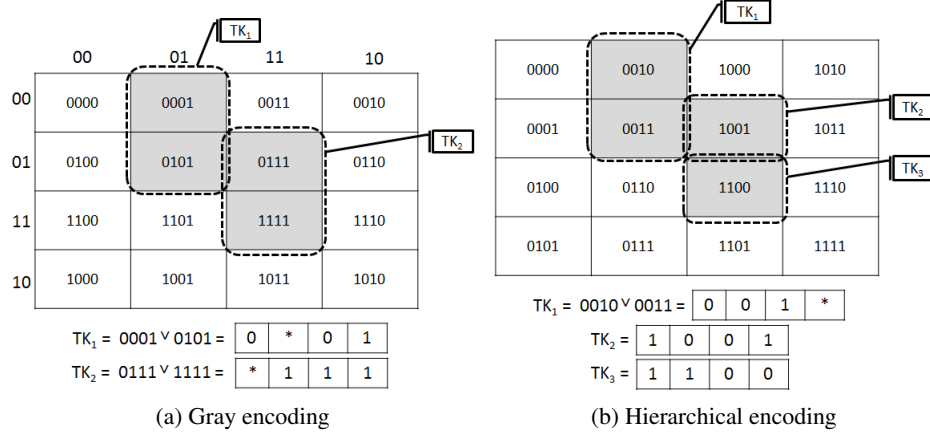 TK1
00 01 11 10
00 0000 0001 0011 0010
01 0100 0101 0111 0110
TK2
11 1100 1101 1111 1110
10 1000 1001 1011 1010
TK1 = 0001 ∨ 0101 = 0 * 0 1
TK2 = 0111 ∨ 1111 = * 1 1 1
(a) Gray encoding
TK1
0000 0010 1000 1010
TK2
0001 0011 1001 1011
TK3
0100 0110 1100 1110
0101 0111 1101 1111
TK1 = 0010 ∨ 0011 = 0 0 1 *
TK2 = 1 0 0 1
TK3 = 1 1 0 0
(b) Hierarchical encoding